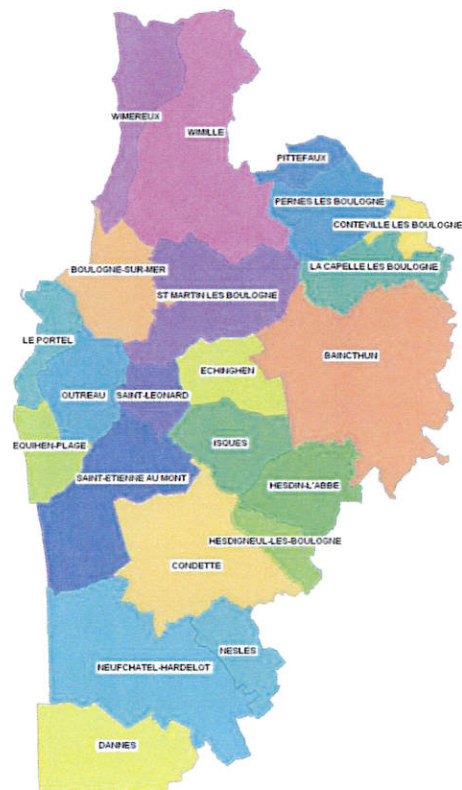 WIMEREUX
WIMILLE
PITTEFAUX
PERNES LES BOULOGNE
CONTEVILLE LES BOULOGNE
LA CAPELLE LES BOULOGNE
BOULOGNE-SUR-MER
ST MARTIN LES BOULOGNE
LE PORTEL
BAINCTHUN
ECHINGHEN
OUTREAU
SAINT-LEONARD
EQUIHEN-PLAGE
ISQUES
SAINT-ETIENNE AU MONT
HESDIN-L'ABBE
HESDIGNEUL-LES-BOULOGNE
CONDETTE
NESLES
NEUFCHATEL-HARDELOT
DANNES